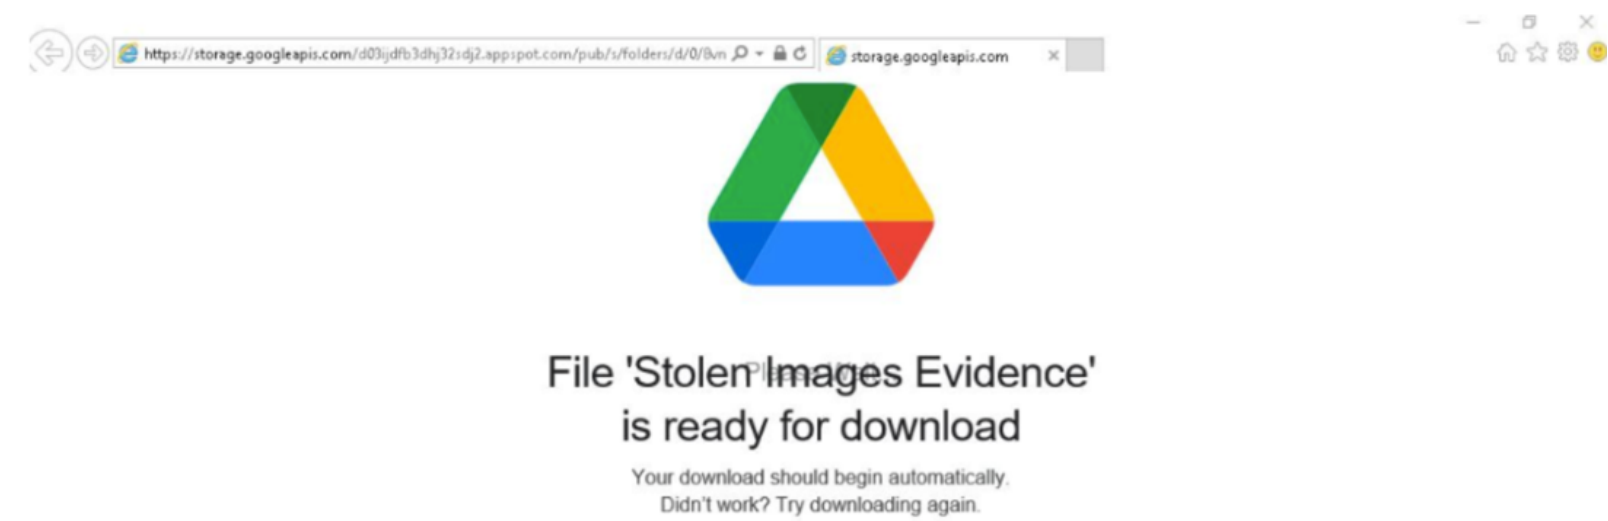 https://storage.googleapis.com/d03ijdfb3dhj32sdj2.appspot.com/pub/s/folders/d/0/8vn
storage.googleapis.com
File 'Stolen Images Evidence'
is ready for download
Your download should begin automatically.
Didn't work? Try downloading again.